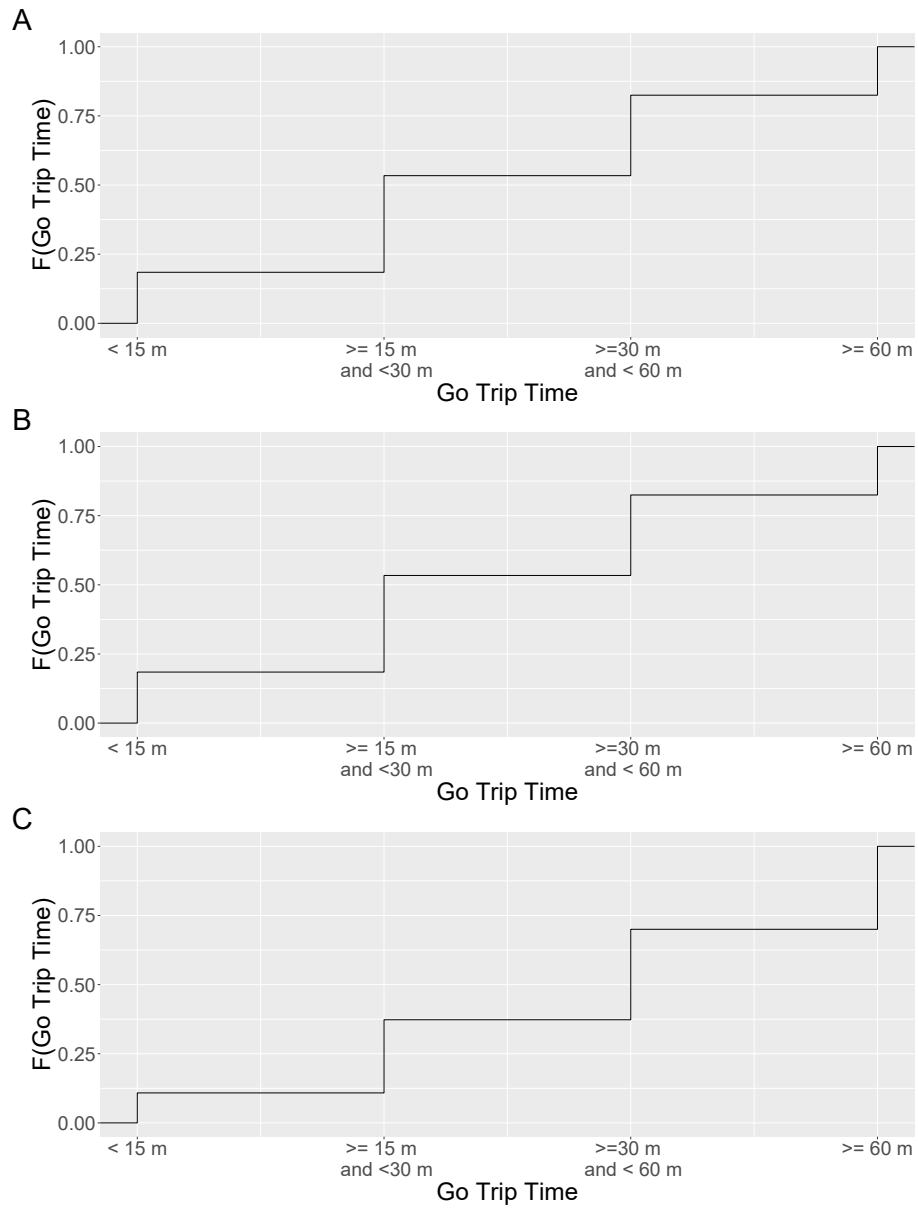 A
F(Go Trip Time)
1.00
0.75
0.50
0.25
0.00
< 15 m
>= 15 m
and <30 m
>=30 m
and < 60 m
>= 60 m
Go Trip Time
B
F(Go Trip Time)
1.00
0.75
0.50
0.25
0.00
< 15 m
>= 15 m
and <30 m
>=30 m
and < 60 m
>= 60 m
Go Trip Time
C
F(Go Trip Time)
1.00
0.75
0.50
0.25
0.00
< 15 m
>= 15 m
and <30 m
>=30 m
and < 60 m
>= 60 m
Go Trip Time